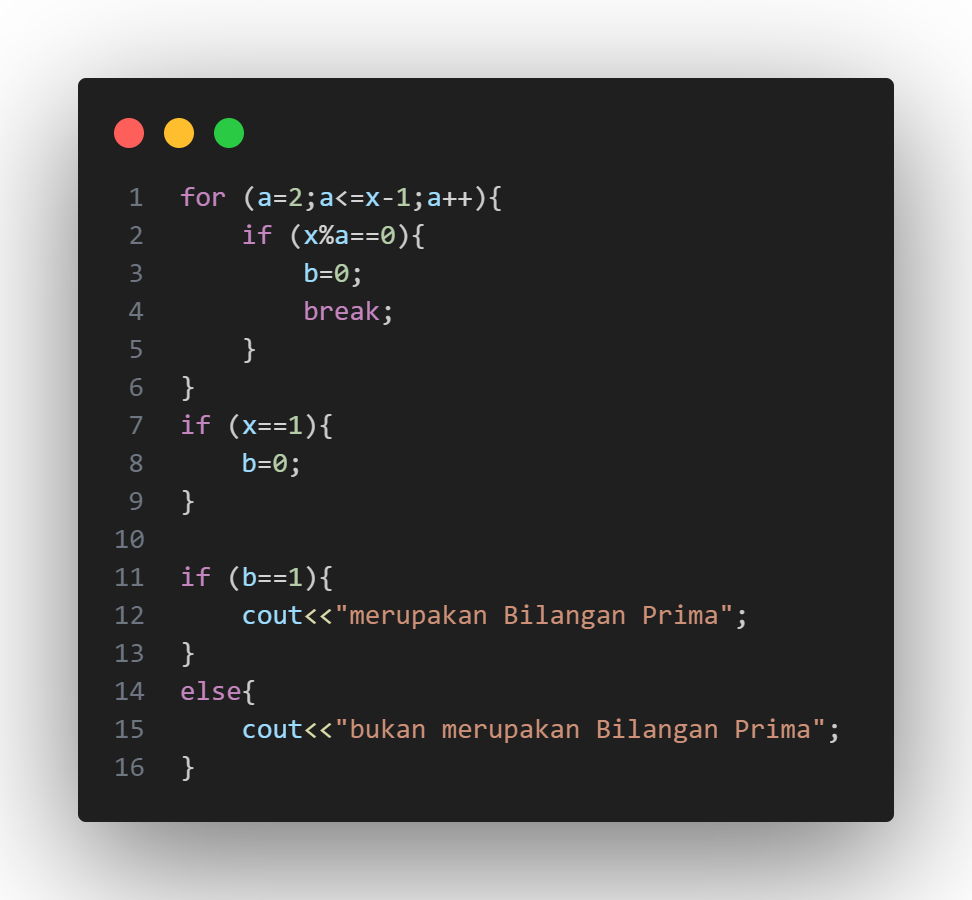 1 for (a=2;a<=x-1;a++){
2     if (x%a==0){
3         b=0;
4         break;
5     }
6 }
7 if (x==1){
8     b=0;
9 }
10
11 if (b==1){
12     cout<<"merupakan Bilangan Prima";
13 }
14 else{
15     cout<<"bukan merupakan Bilangan Prima";
16 }